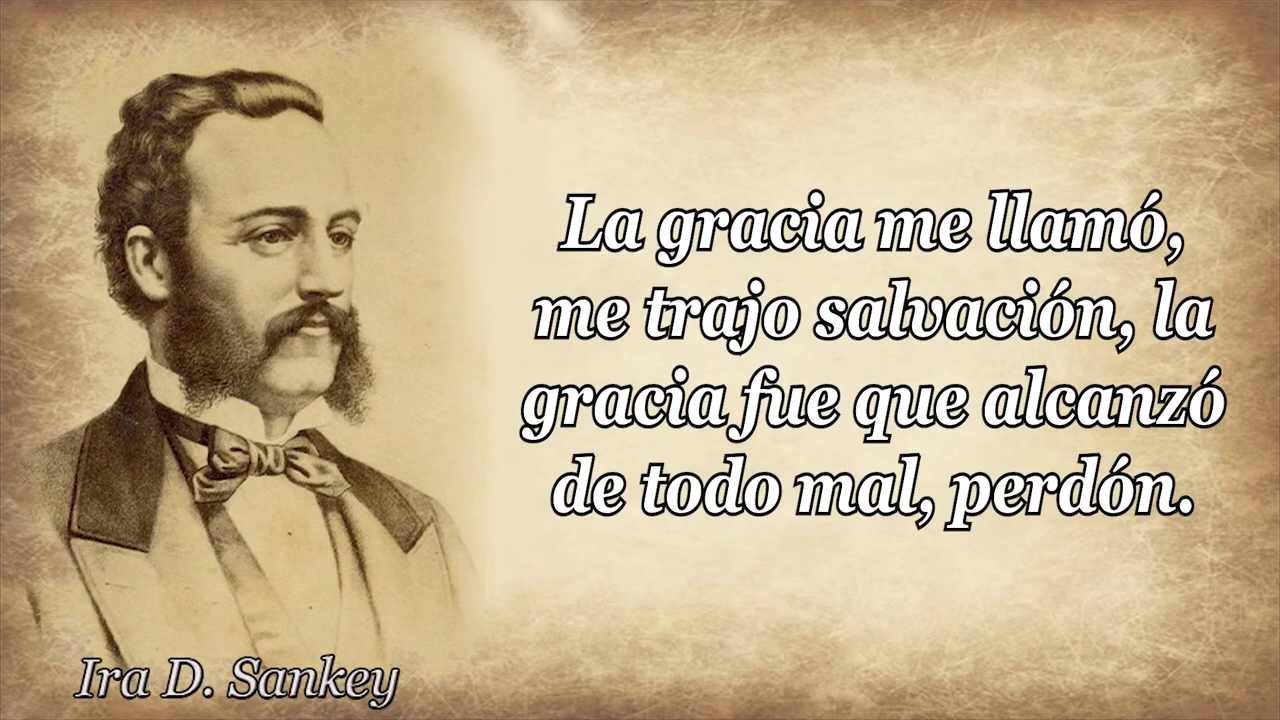 La gracia me llamó,
me trajo salvación, la
gracia fue que alcanzó
de todo mal, perdón.
Ira D. Sankey